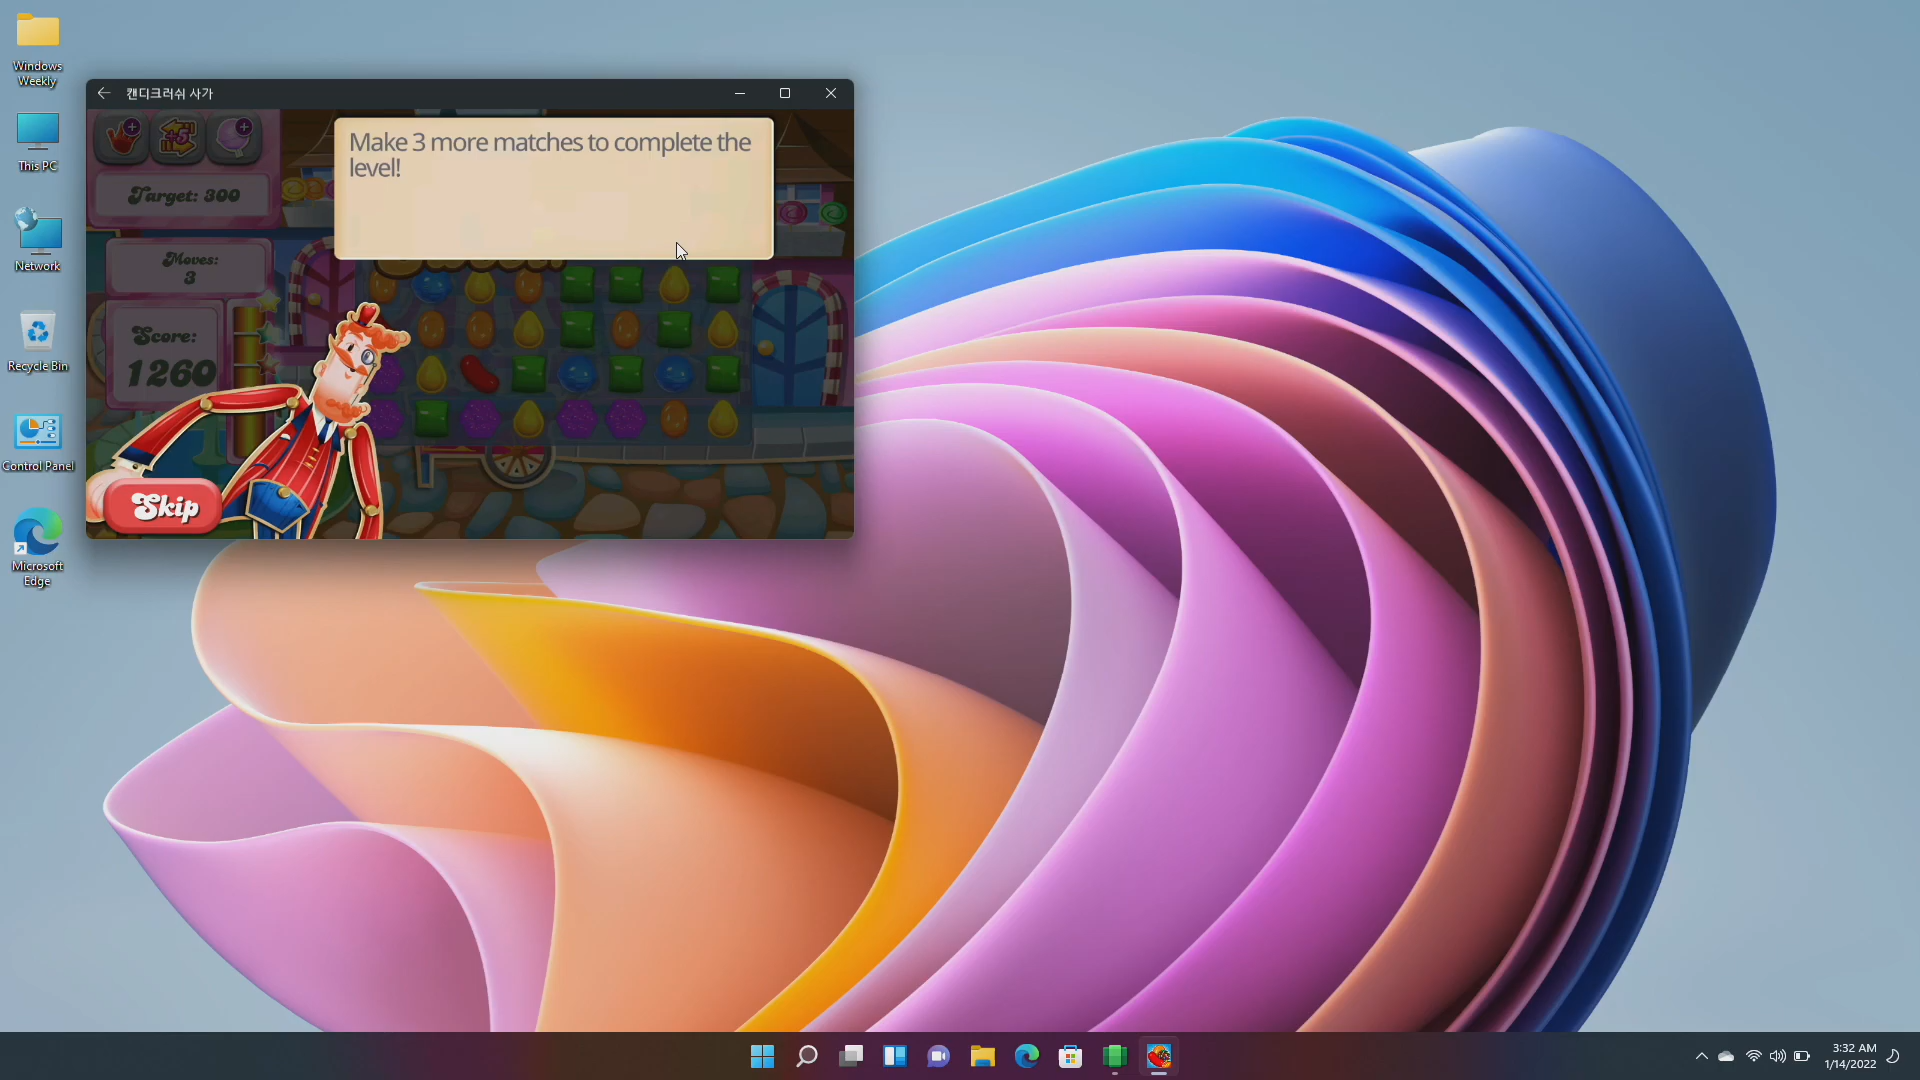 Windows
Weekly
This PC
Network
Recycle Bin
Control Panel
Microsoft
Edge
캔디크러쉬 사가
+5
Target: 300
Moves:
3
Score:
1260
Make 3 more matches to complete the
level!
Skip
3:32 AM
1/14/2022